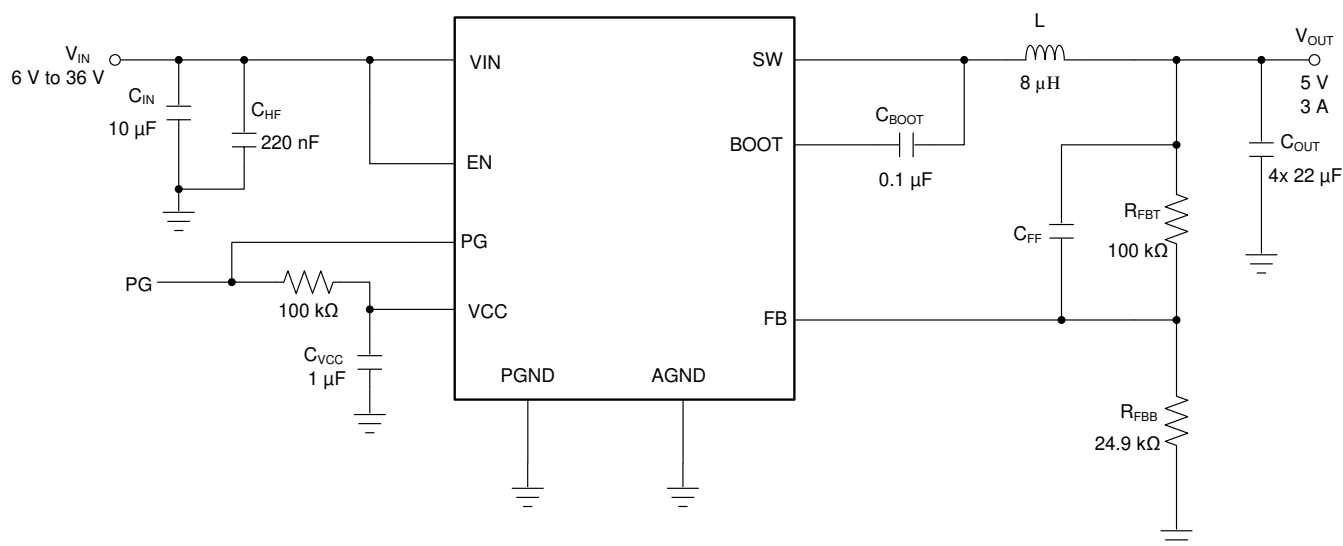 V_IN
6 V to 36 V
C_IN
10 µF
C_HF
220 nF
VIN
EN
PG
PG
100 kΩ
VCC
C_VCC
1 µF
PGND
AGND
SW
BOOT
FB
C_BOOT
0.1 µF
L
8 µH
V_OUT
5 V
3 A
C_OUT
4x 22 µF
C_FF
R_FBT
100 kΩ
R_FBB
24.9 kΩ